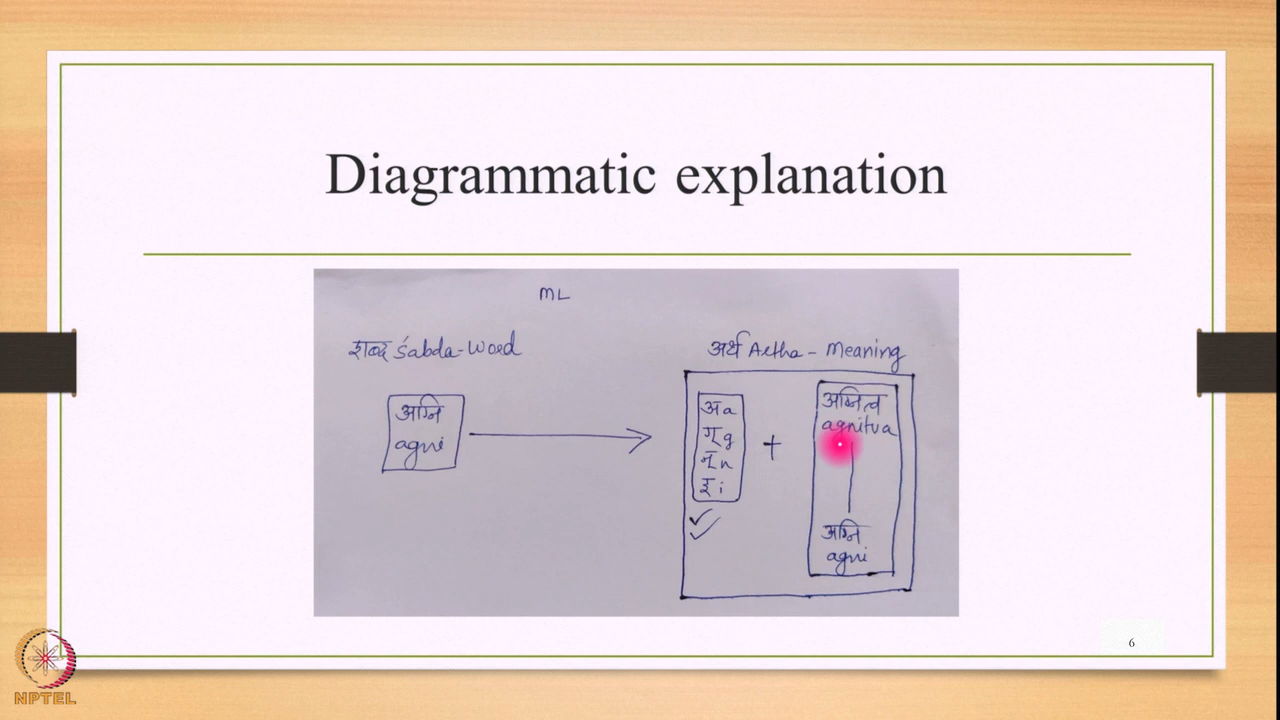 Diagrammatic explanation
ML
शब्द śabda-Word
अर्थ Artha - Meaning
अग्नि
agni
अ a
ग् g
न् n
इ i
+
अग्नित्व
agnitva
अग्नि
agni
6
NPTEL